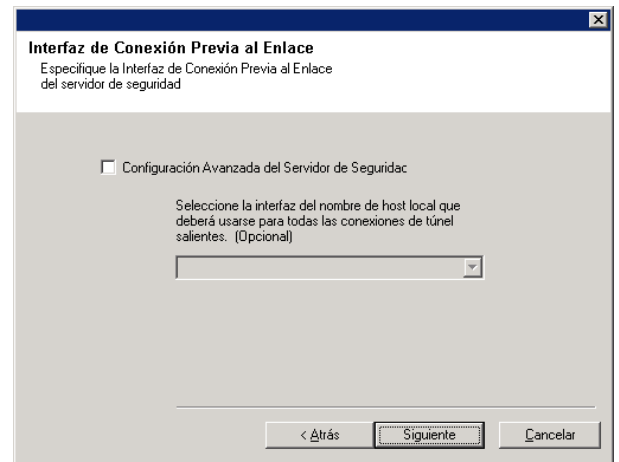 Interfaz de Conexión Previa al Enlace
Especifique la Interfaz de Conexión Previa al Enlace
del servidor de seguridad
Configuración Avanzada del Servidor de Seguridac
Seleccione la interfaz del nombre de host local que
deberá usarse para todas las conexiones de túnel
salientes. (Opcional)
< Atrás
Siguiente
Cancelar